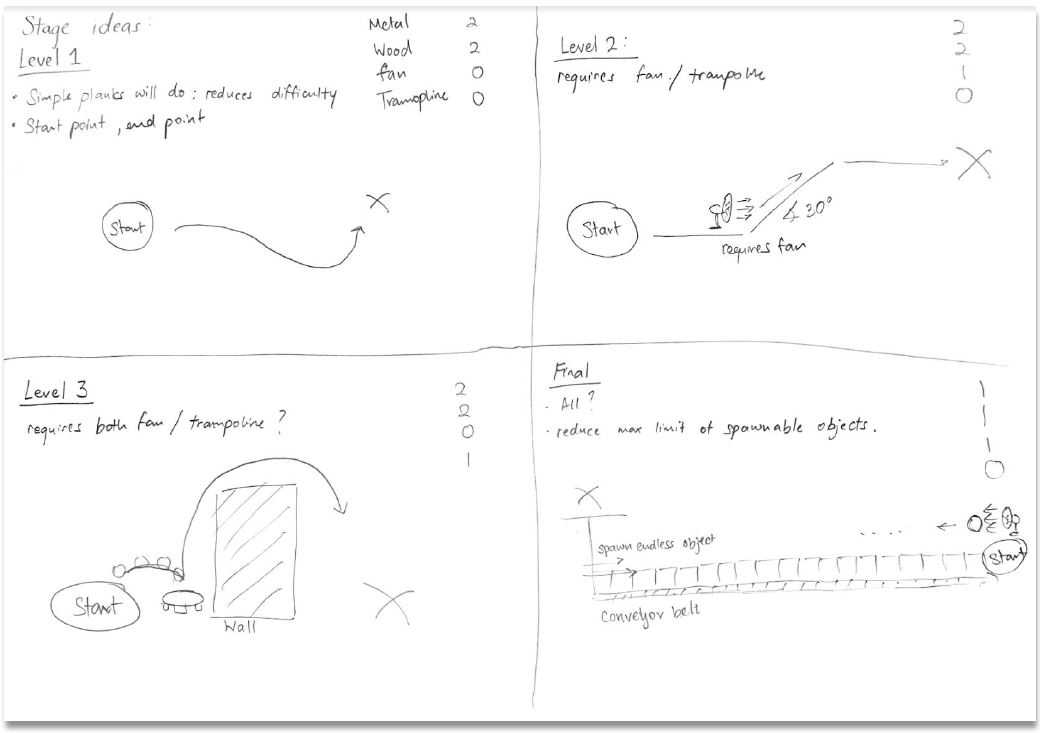 Stage ideas:
Level 1
• Simple planks will do : reduces difficulty
• Start point , end point
Metal 2
Wood 2
fan 0
Tramopline 0
Start
X
Level 2:
requires fan / trampoline
2
2
1
0
Start
∡ 30°
X
requires fan
Level 3
requires both fan / trampoline ?
2
2
0
1
Start
Wall
X
Final
- All ?
- reduce max limit of spawnable objects.
1
1
1
0
X
spawn endless object
.....
Start
Conveyor belt